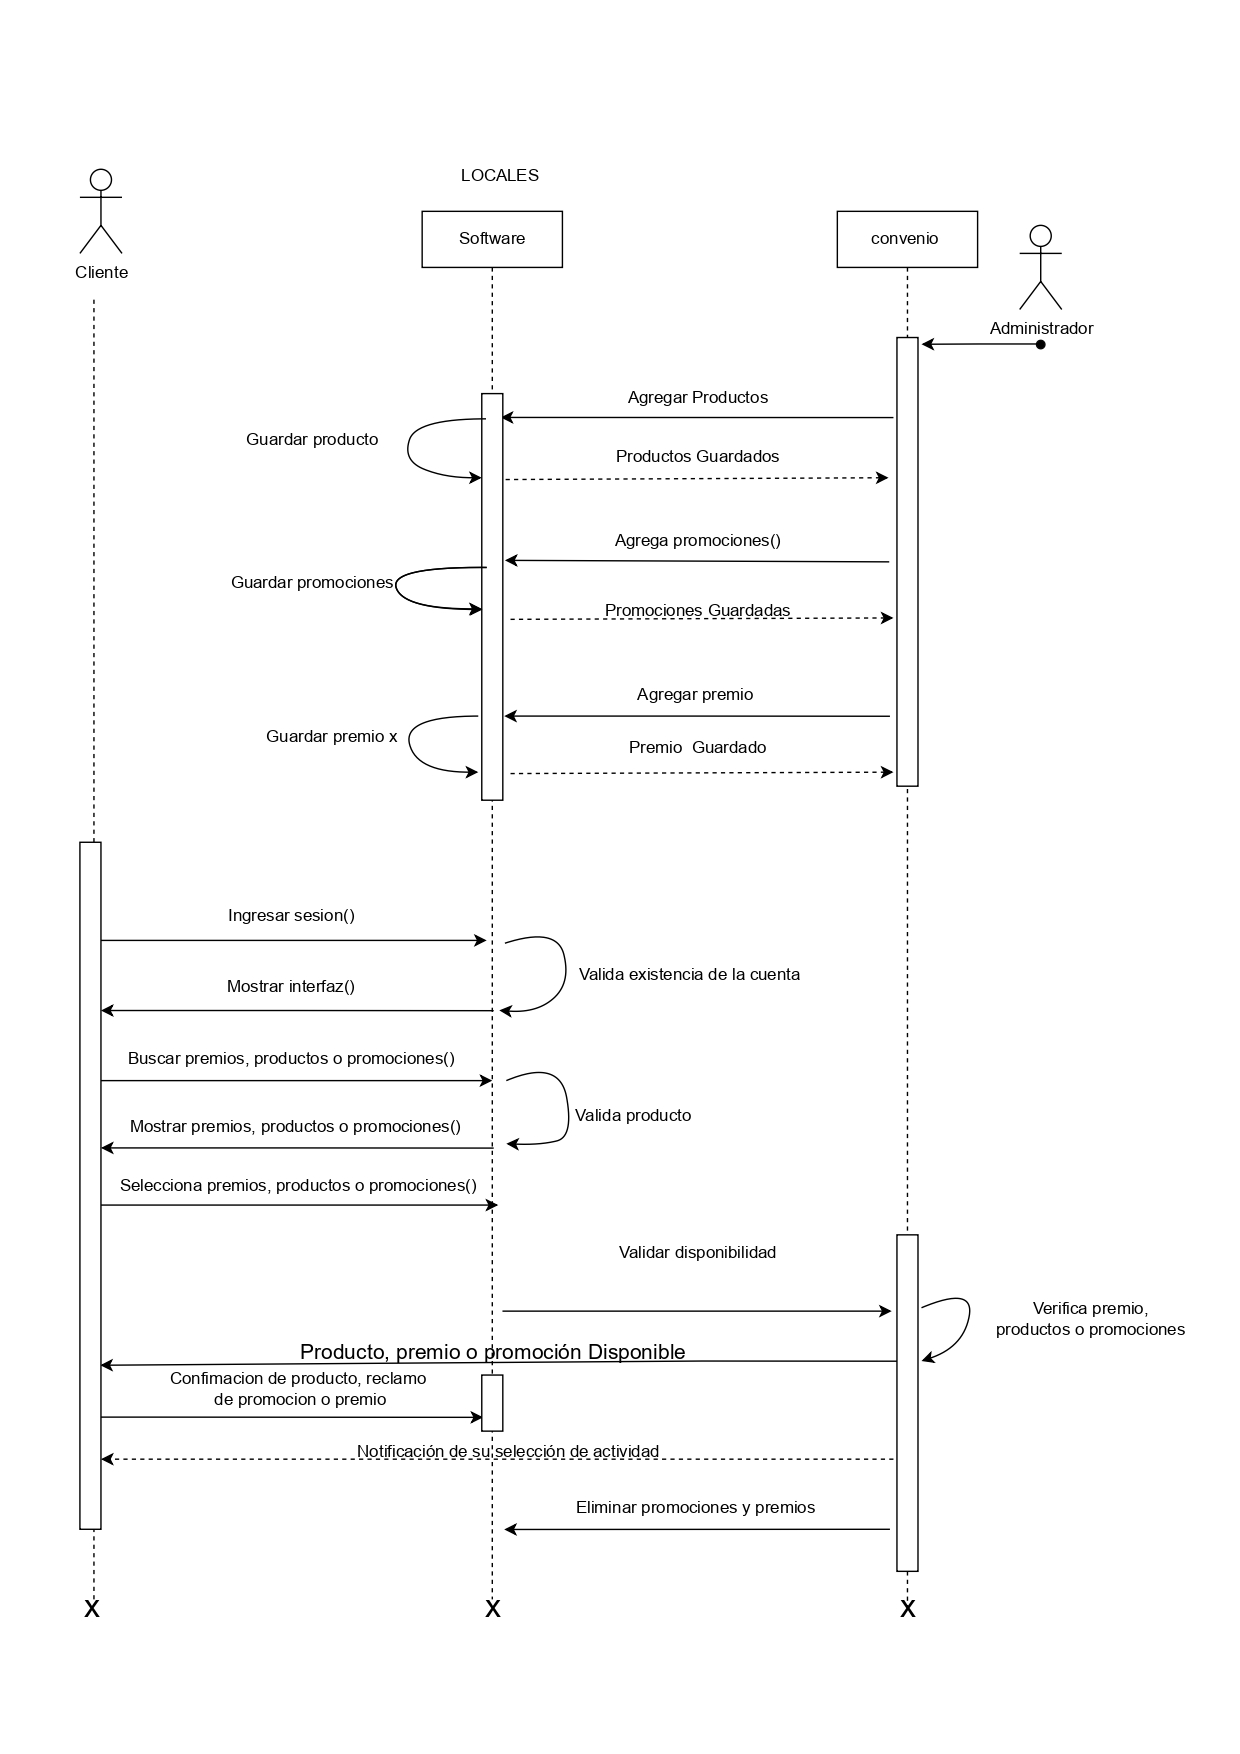 LOCALES
Software
convenio
Cliente
Administrador
Agregar Productos
Guardar producto
Productos Guardados
Agrega promociones()
Guardar promociones
Promociones Guardadas
Agregar premio
Guardar premio x
Premio  Guardado
Ingresar sesion()
Valida existencia de la cuenta
Mostrar interfaz()
Buscar premios, productos o promociones()
Valida producto
Mostrar premios, productos o promociones()
Selecciona premios, productos o promociones()
Validar disponibilidad
Verifica premio,
productos o promociones
Producto, premio o promoción Disponible
Confimacion de producto, reclamo
de promocion o premio
Notificación de su selección de actividad
Eliminar promociones y premios
X
X
X